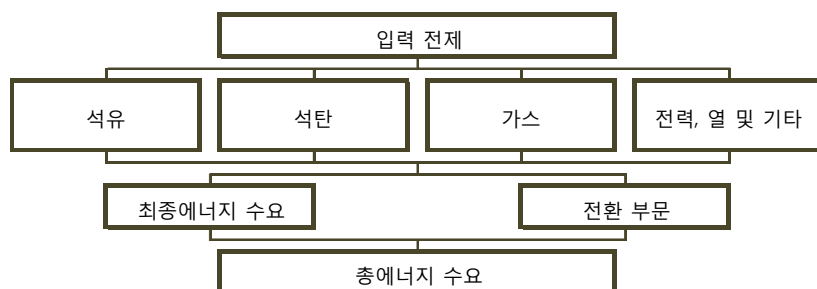 입력 전제
석유
석탄
가스
전력, 열 및 기타
최종에너지 수요
전환 부문
총에너지 수요